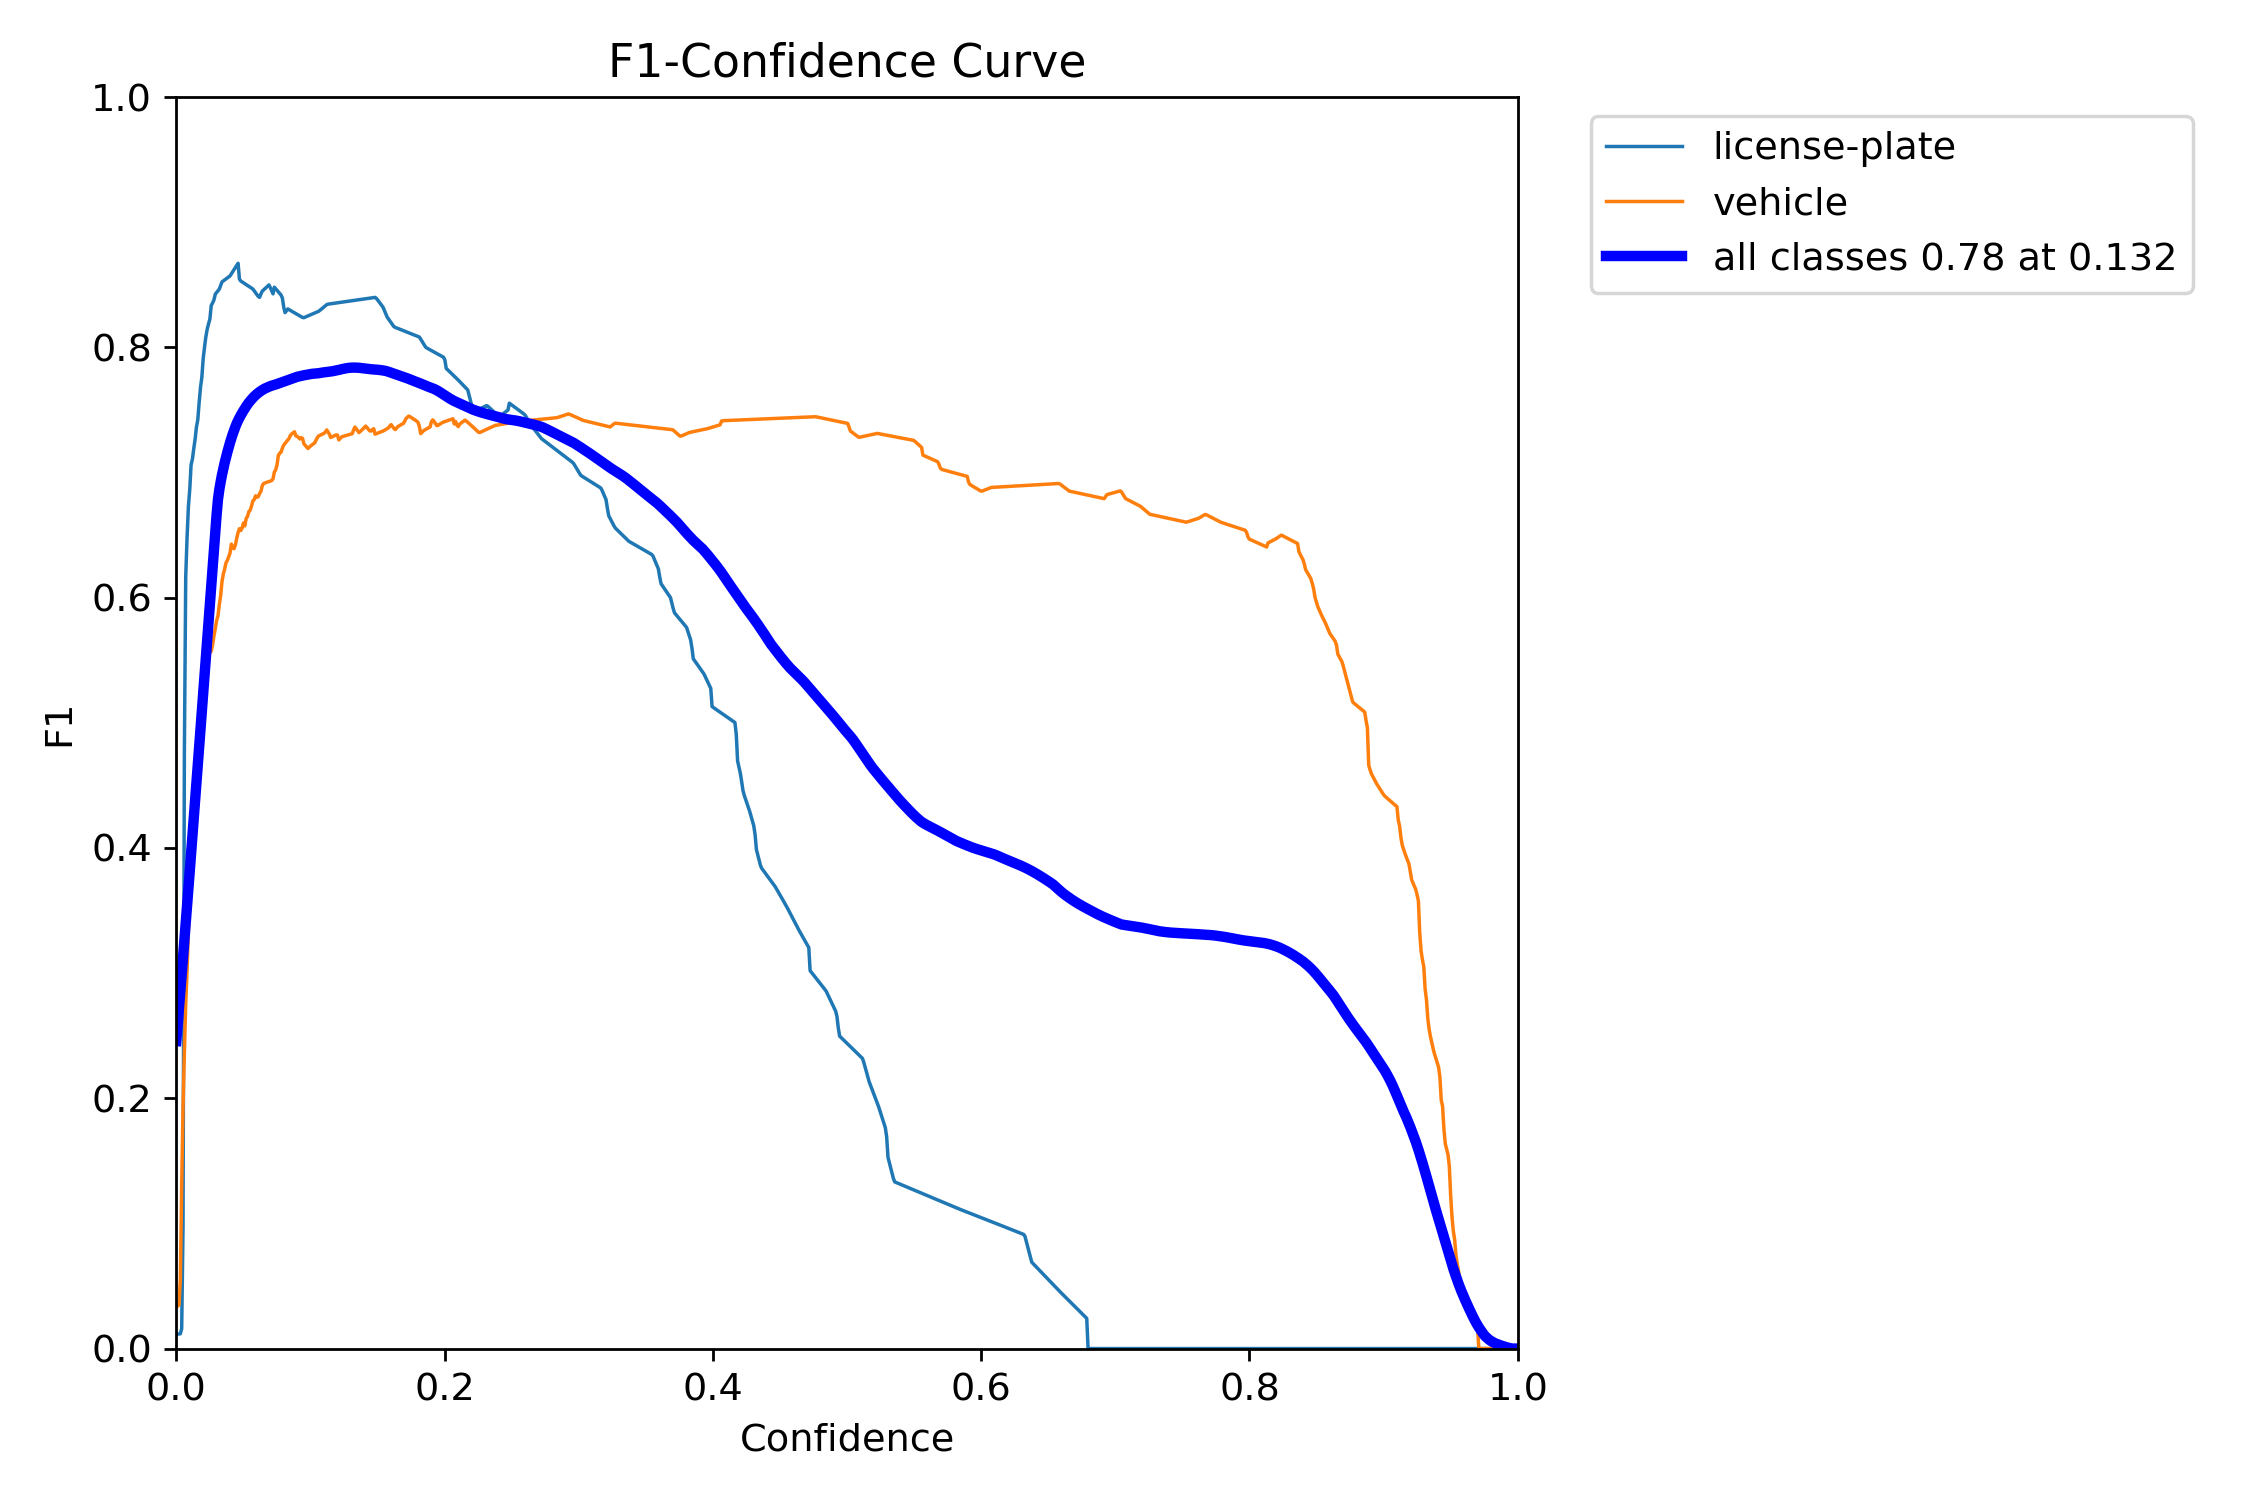 F1-Confidence Curve
1.0
0.8
0.6
0.4
0.2
0.0
F1
0.0 0.2 0.4 0.6 0.8 1.0
Confidence
license-plate
vehicle
all classes 0.78 at 0.132